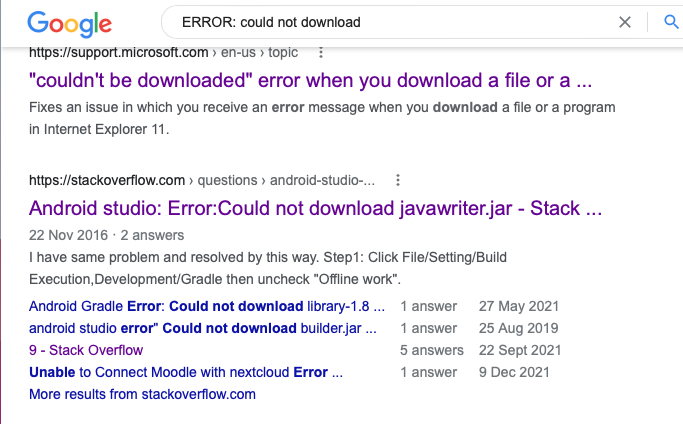 Google
ERROR: could not download
https://support.microsoft.com › en-us › topic
"couldn't be downloaded" error when you download a file or a ...
Fixes an issue in which you receive an error message when you download a file or a program
in Internet Explorer 11.
https://stackoverflow.com › questions › android-studio-...
Android studio: Error:Could not download javawriter.jar - Stack ...
22 Nov 2016 · 2 answers
I have same problem and resolved by this way. Step1: Click File/Setting/Build
Execution,Development/Gradle then uncheck "Offline work".
Android Gradle Error: Could not download library-1.8 ... 1 answer 27 May 2021
android studio error" Could not download builder.jar ... 1 answer 25 Aug 2019
9 - Stack Overflow 5 answers 22 Sept 2021
Unable to Connect Moodle with nextcloud Error ... 1 answer 9 Dec 2021
More results from stackoverflow.com